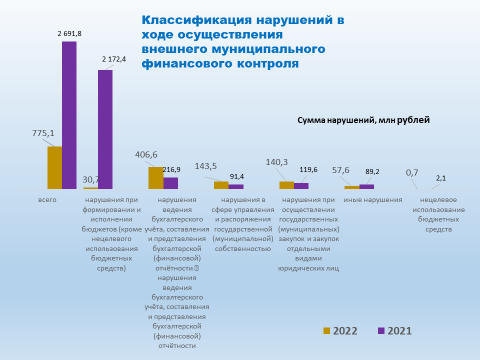 Классификация нарушений в
ходе осуществления
внешнего муниципального
финансового контроля
Сумма нарушений, млн рублей
775,1
2 691,8
30,7
2 172,4
406,6
216,9
143,5
91,4
140,3
119,6
57,6
89,2
0,7
2,1
всего
нарушения при
формировании и
исполнении
бюджетов (кроме
нецелевого
использования
бюджетных
средств)
нарушения
ведения
бухгалтерского
учёта, составления
и представления
бухгалтерской
(финансовой)
отчётности
нарушения
ведения
бухгалтерского
учёта, составления
и представления
бухгалтерской
(финансовой)
отчётности
нарушения в
сфере управления
и распоряжения
государственной
(муниципальной)
собственностью
нарушения при
осуществлении
государственных
(муниципальных)
закупок и закупок
отдельными
видами
юридических лиц
иные нарушения
нецелевое
использование
бюджетных
средств
2022
2021